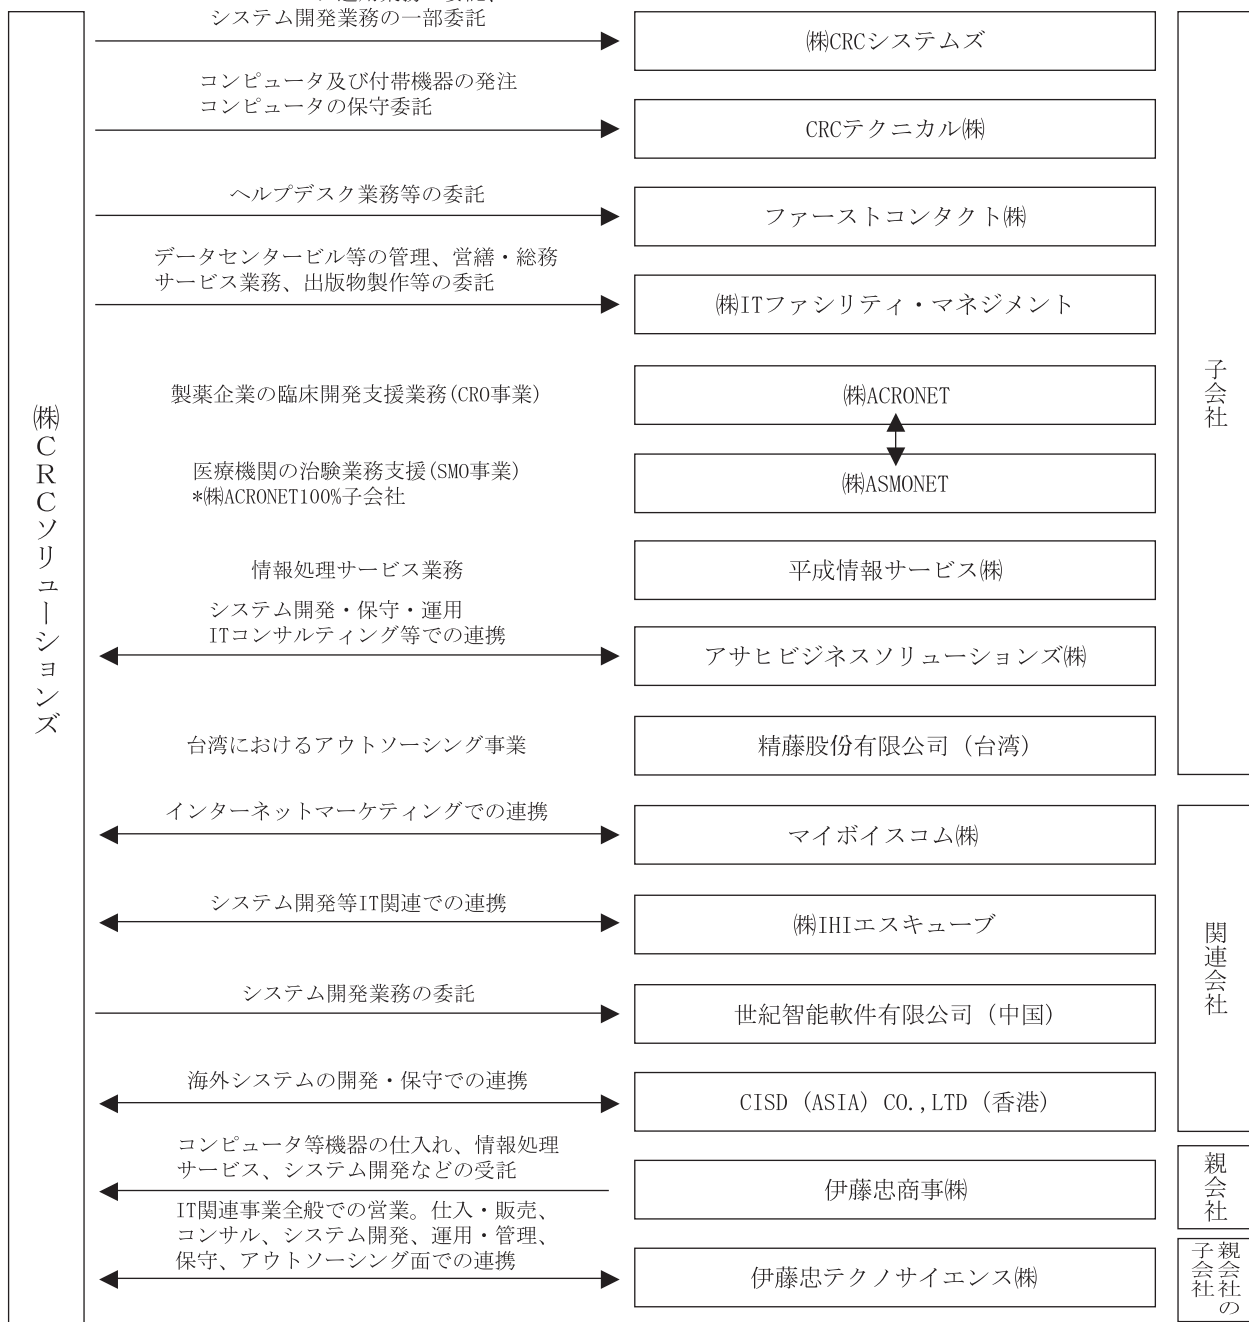 システム開発業務の一部委託
㈱CRCシステムズ
コンピュータ及び付帯機器の発注
コンピュータの保守委託
CRCテクニカル㈱
ヘルプデスク業務等の委託
ファーストコンタクト㈱
データセンタービル等の管理、営繕・総務
サービス業務、出版物製作等の委託
㈱ITファシリティ・マネジメント
製薬企業の臨床開発支援業務(CRO事業)
㈱ACRONET
医療機関の治験業務支援(SMO事業)
*㈱ACRONET100%子会社
㈱ASMONET
情報処理サービス業務
平成情報サービス㈱
システム開発・保守・運用
ITコンサルティング等での連携
アサヒビジネスソリューションズ㈱
台湾におけるアウトソーシング事業
精藤股份有限公司（台湾）
インターネットマーケティングでの連携
マイボイスコム㈱
システム開発等IT関連での連携
㈱IHIエスキューブ
システム開発業務の委託
世紀智能軟件有限公司（中国）
海外システムの開発・保守での連携
CISD（ASIA）CO.,LTD（香港）
コンピュータ等機器の仕入れ、情報処理
サービス、システム開発などの受託
伊藤忠商事㈱
IT関連事業全般での営業。仕入・販売、
コンサル、システム開発、運用・管理、
保守、アウトソーシング面での連携
伊藤忠テクノサイエンス㈱
㈱CRCソリューションズ
子会社
関連会社
親会社
親会社の
子会社